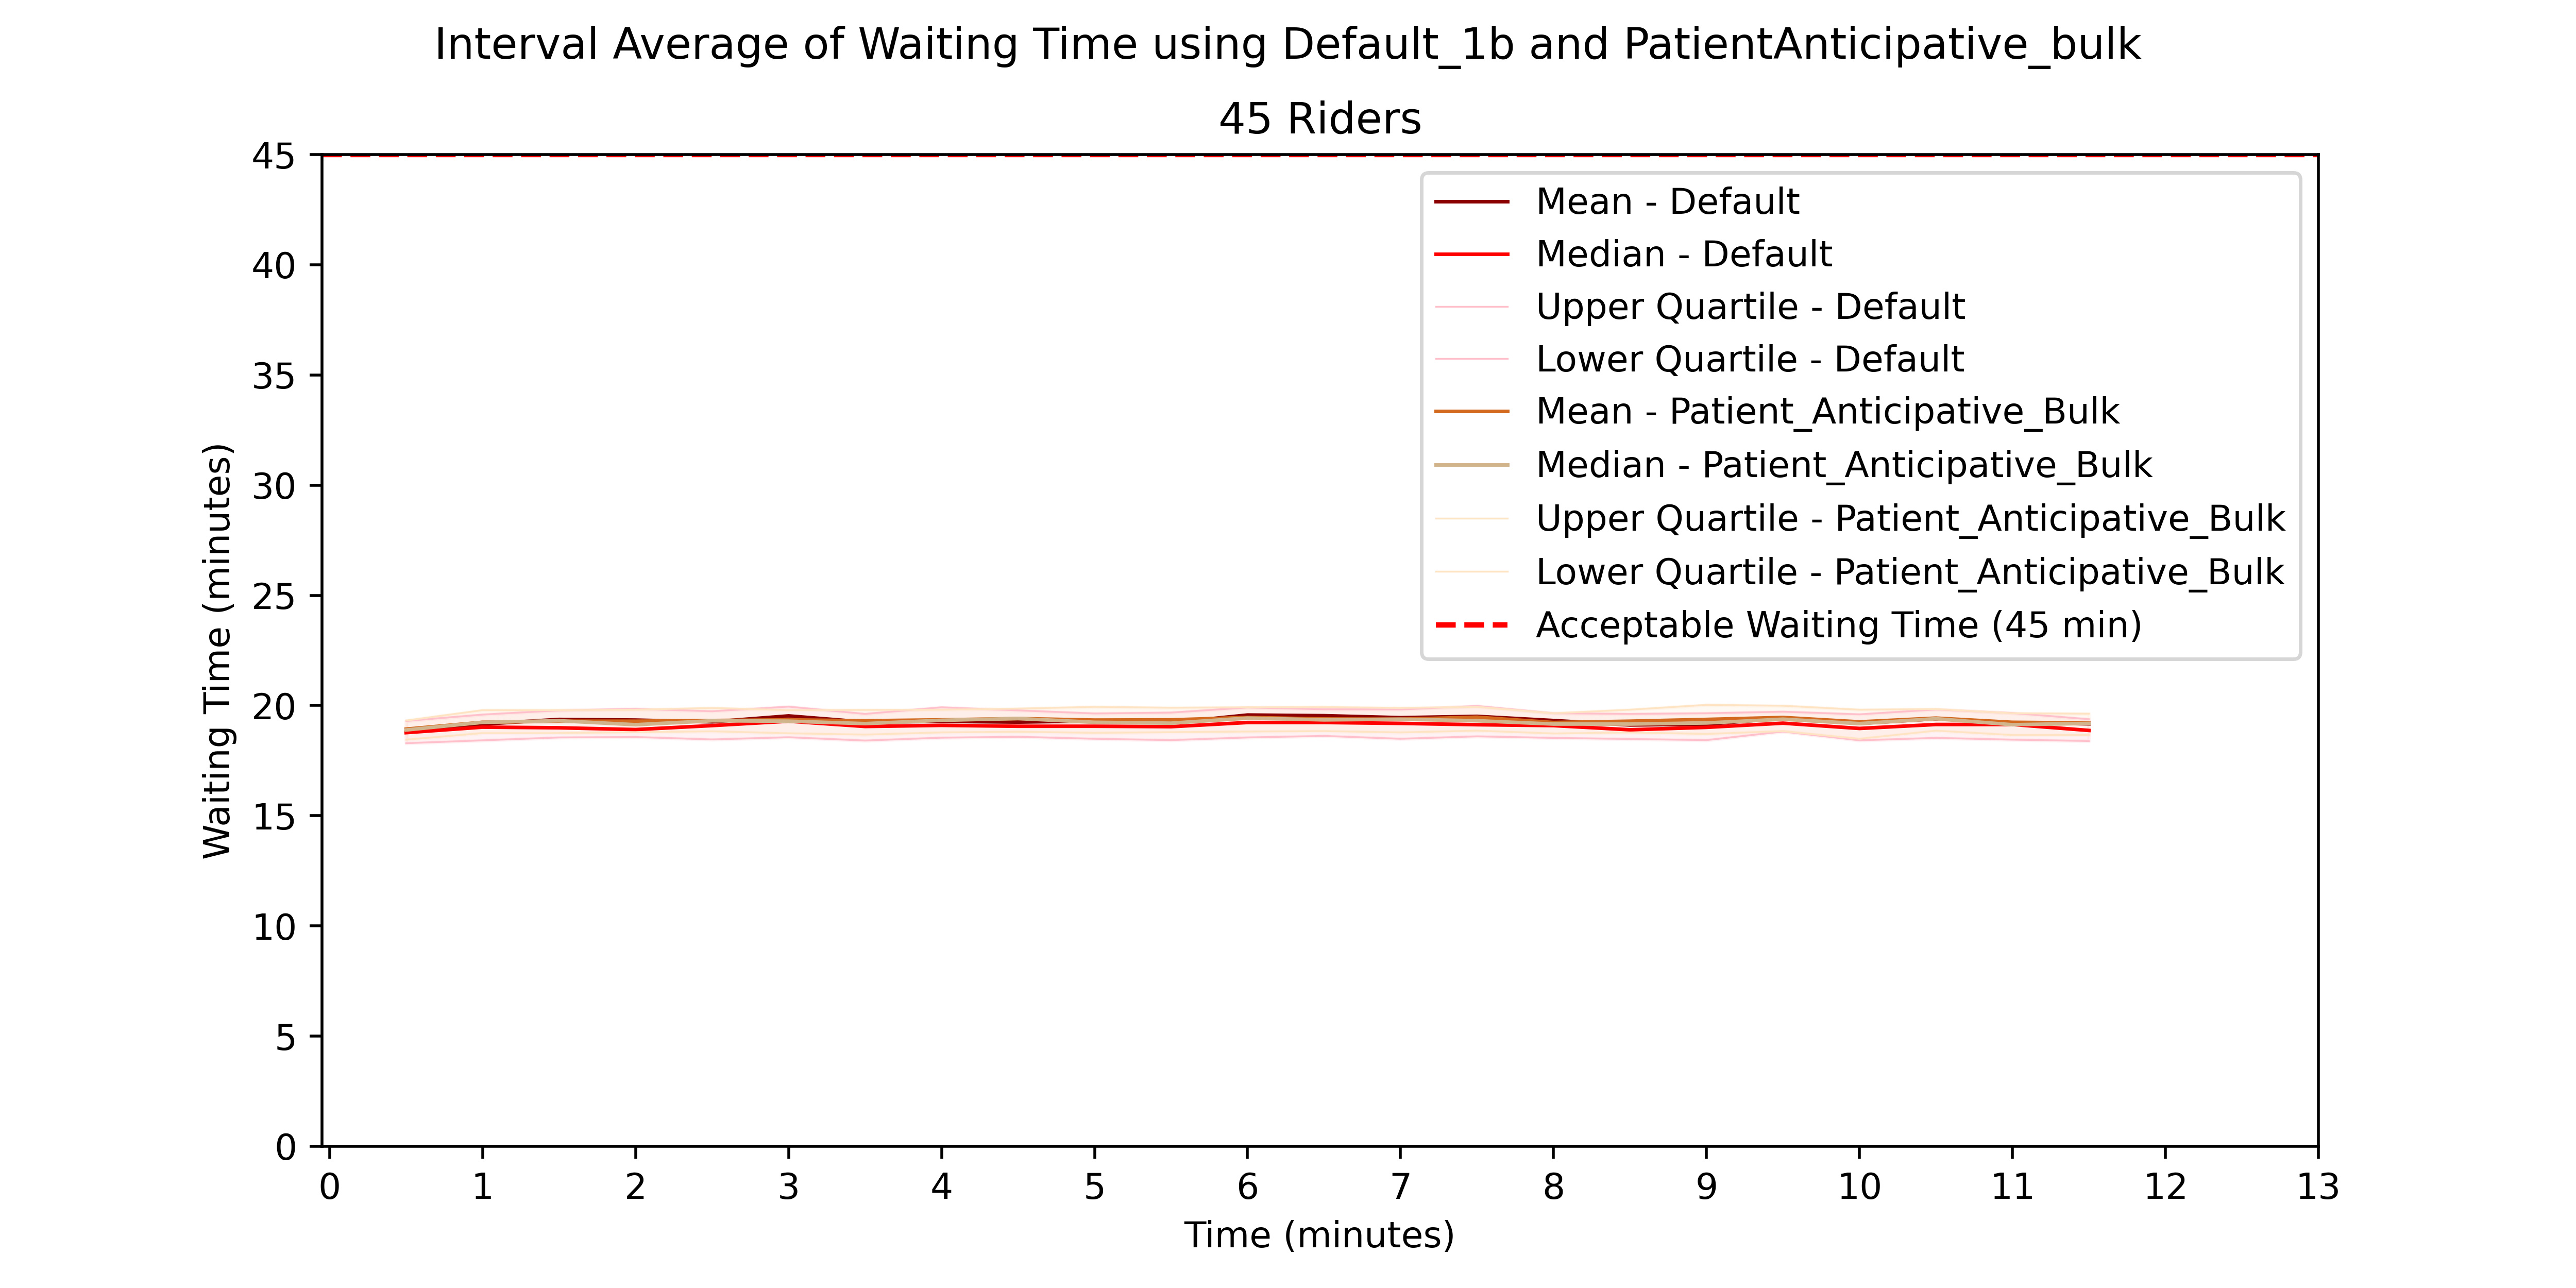 Interval Average of Waiting Time using Default_1b and PatientAnticipative_bulk
45 Riders
45
40
35
30
25
20
15
10
5
0
Waiting Time (minutes)
Mean - Default
Median - Default
Upper Quartile - Default
Lower Quartile - Default
Mean - Patient_Anticipative_Bulk
Median - Patient_Anticipative_Bulk
Upper Quartile - Patient_Anticipative_Bulk
Lower Quartile - Patient_Anticipative_Bulk
Acceptable Waiting Time (45 min)
0 1 2 3 4 5 6 7 8 9 10 11 12 13
Time (minutes)